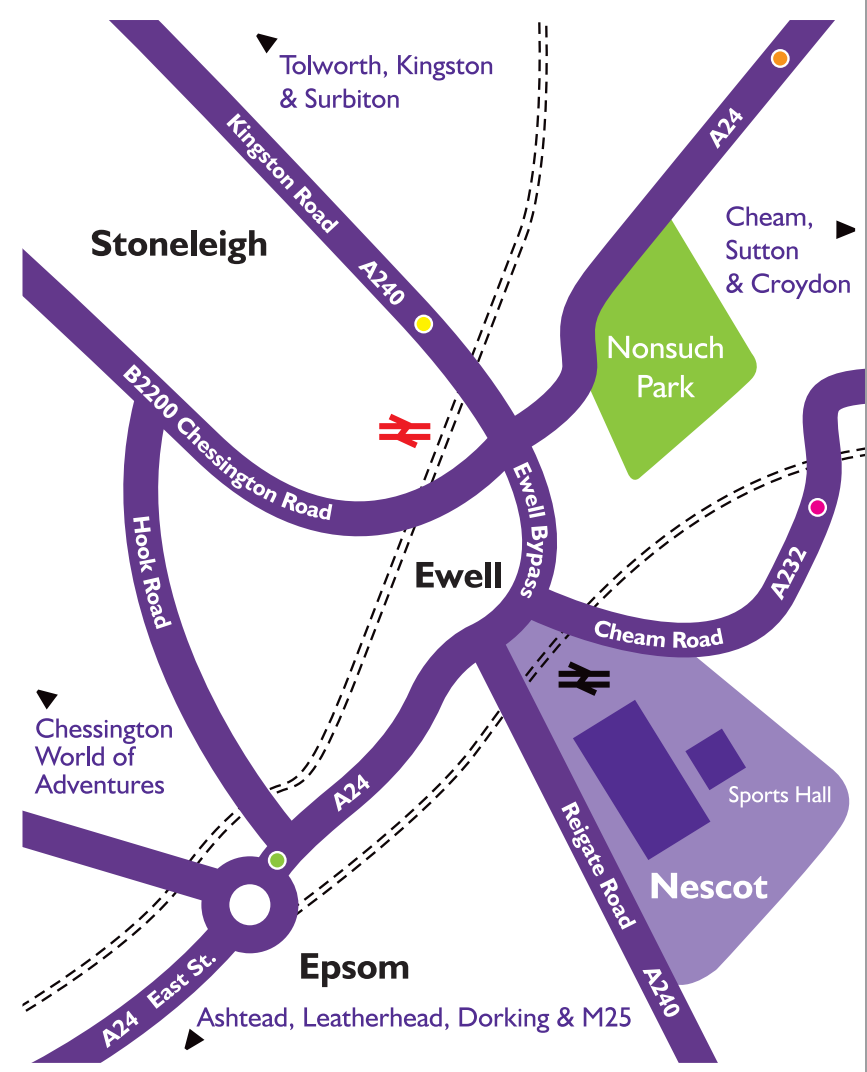 Tolworth, Kingston
& Surbiton
Kingston Road
A24
Stoneleigh
Cheam,
Sutton
& Croydon
A240
Nonsuch
Park
B2200 Chessington Road
Ewell Bypass
Hook Road
Ewell
A232
Cheam Road
Chessington
World of
Adventures
A24
Sports Hall
Reigate Road
Nescot
Epsom
A24 East St.
A240
Ashtead, Leatherhead, Dorking & M25